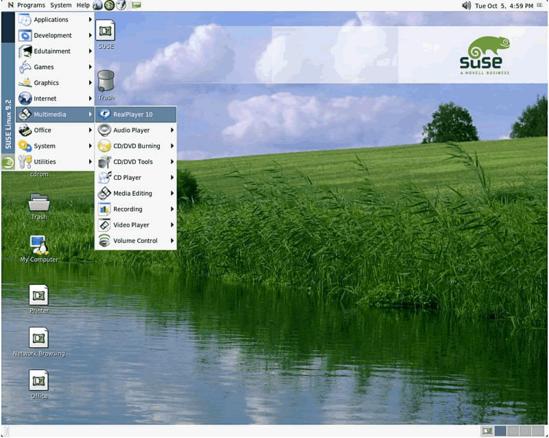 N Programs System Help
Tue Oct 5, 4:59 PM
Applications
Development
Edutainment
Games
Graphics
Internet
Multimedia
Office
System
Utilities
SUSE Linux 9.2
RealPlayer 10
Audio Player
CD/DVD Burning
CD/DVD Tools
CD Player
Media Editing
Recording
Video Player
Volume Control
SUSE
Trash
suse
A NOVELL BUSINESS
cdrom
Trash
My Computer
Printer
Network Browsing
Office